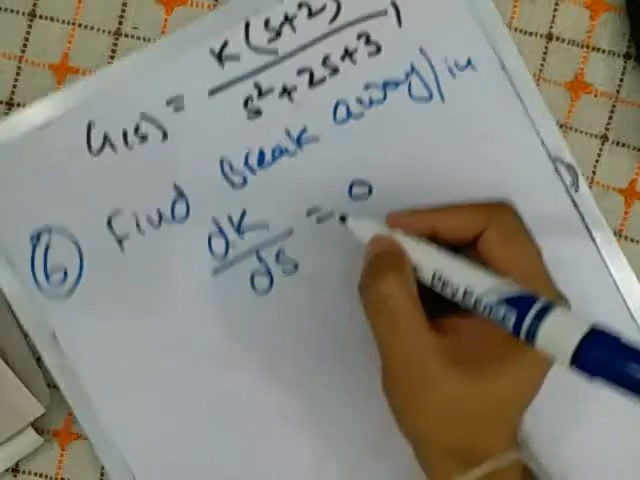 G(s) = K(s+2) / s²+2s+3
⑥ Find Break away/in
dK/ds = 0